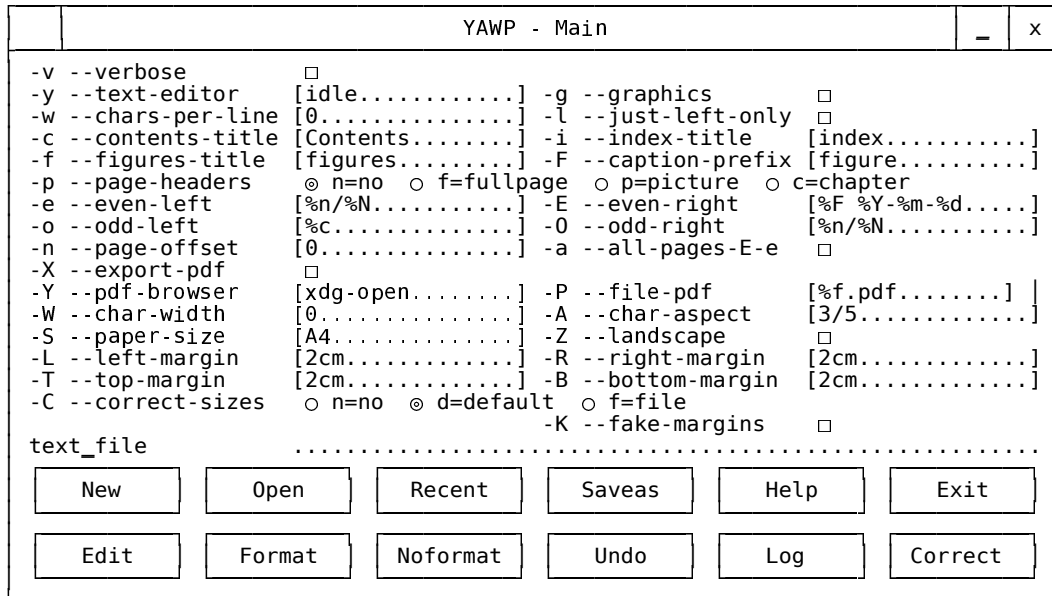 YAWP - Main _ x
-v --verbose □
-y --text-editor [idle............] -g --graphics □
-w --chars-per-line [0...............] -l --just-left-only □
-c --contents-title [Contents........] -i --index-title [index...........]
-f --figures-title [figures.........] -F --caption-prefix [figure..........]
-p --page-headers ◎ n=no ○ f=fullpage ○ p=picture ○ c=chapter
-e --even-left [%n/%N...........] -E --even-right [%F %Y-%m-%d.....]
-o --odd-left [%c..............] -O --odd-right [%n/%N...........]
-n --page-offset [0...............] -a --all-pages-E-e □
-X --export-pdf □
-Y --pdf-browser [xdg-open........] -P --file-pdf [%f.pdf........] |
-W --char-width [0...............] -A --char-aspect [3/5.............]
-S --paper-size [A4..............] -Z --landscape □
-L --left-margin [2cm.............] -R --right-margin [2cm.............]
-T --top-margin [2cm.............] -B --bottom-margin [2cm.............]
-C --correct-sizes ○ n=no ◎ d=default ○ f=file
-K --fake-margins □
text_file .........................................................
New Open Recent Saveas Help Exit
Edit Format Noformat Undo Log Correct